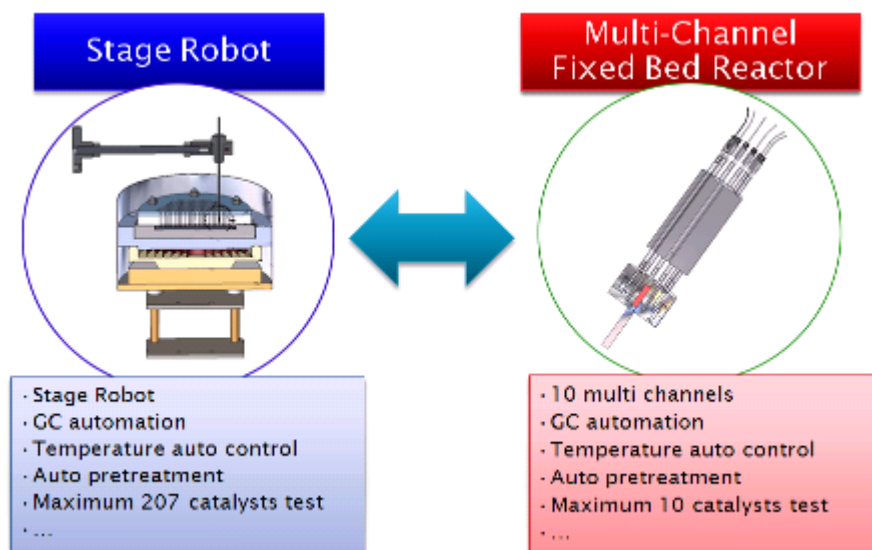 Stage Robot
Multi-Channel
Fixed Bed Reactor
· Stage Robot
· GC automation
· Temperature auto control
· Auto pretreatment
· Maximum 207 catalysts test
· ...
· 10 multi channels
· GC automation
· Temperature auto control
· Auto pretreatment
· Maximum 10 catalysts test
· ...